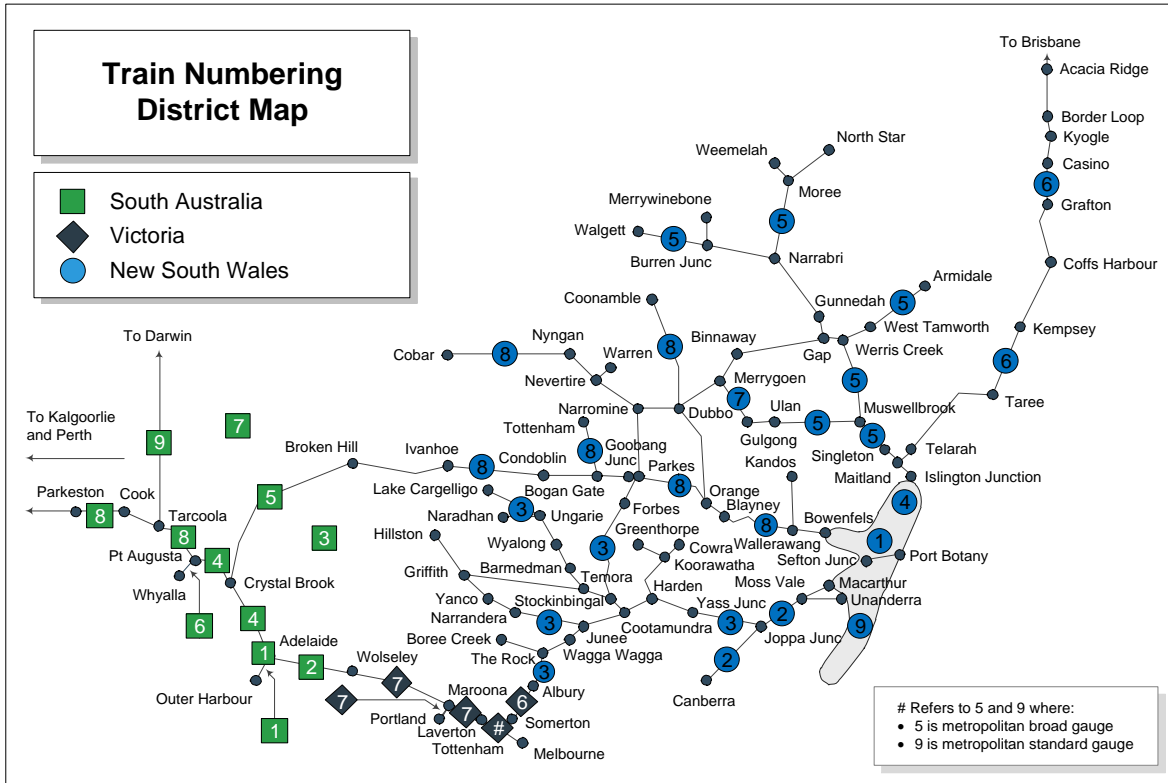 Train Numbering
District Map
South Australia
Victoria
New South Wales
To Brisbane
Acacia Ridge
Border Loop
Kyogle
Casino
6
Grafton
Coffs Harbour
Kempsey
6
Taree
North Star
Weemelah
Moree
5
Merrywinebone
Walgett
5
Burren Junc
Narrabri
Armidale
5
Gunnedah
West Tamworth
Coonamble
8
Binnaway
Gap
Werris Creek
Nyngan
Cobar
8
Warren
Nevertire
Merrygoen
7
5
Narromine
Dubbo
Ulan
5
Muswellbrook
Gulgong
5
Singleton
Telarah
Maitland
Islington Junction
Tottenham
8
Goobang
Junc
Parkes
8
Kandos
4
To Darwin
To Kalgoorlie
and Perth
9
7
Broken Hill
Ivanhoe
8
Condoblin
Bogan Gate
Orange
Blayney
8
Wallerawang
Bowenfels
1
Sefton Junc
Port Botany
Parkeston
8
Cook
Tarcoola
8
5
3
Lake Cargelligo
3
Naradhan
Ungarie
Forbes
Greenthorpe
3
Cowra
Koorawatha
Hillston
Wyalong
Pt Augusta
4
Whyalla
6
Crystal Brook
Barmedman
Griffith
Temora
Harden
Moss Vale
Macarthur
Unanderra
Yanco
Stockinbingal
Yass Junc
2
9
Narrandera
3
3
Cootamundra
Joppa Junc
4
Boree Creek
Junee
Wagga Wagga
The Rock
2
Canberra
Adelaide
1
2
Wolseley
7
3
Albury
Outer Harbour
7
Maroona
6
1
Portland
7
#
Somerton
Laverton
Tottenham
Melbourne
# Refers to 5 and 9 where:
• 5 is metropolitan broad gauge
• 9 is metropolitan standard gauge